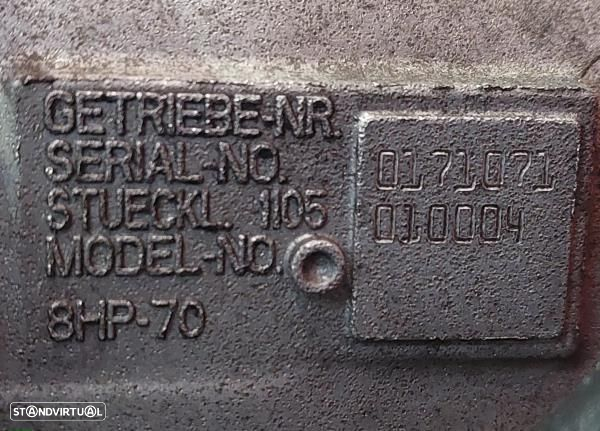 GETRIEBE-NR.
SERIAL-NO. 0171071
STUECKL. 1105 010004
MODEL-NO.
8HP-70
STANDVIRTUAL